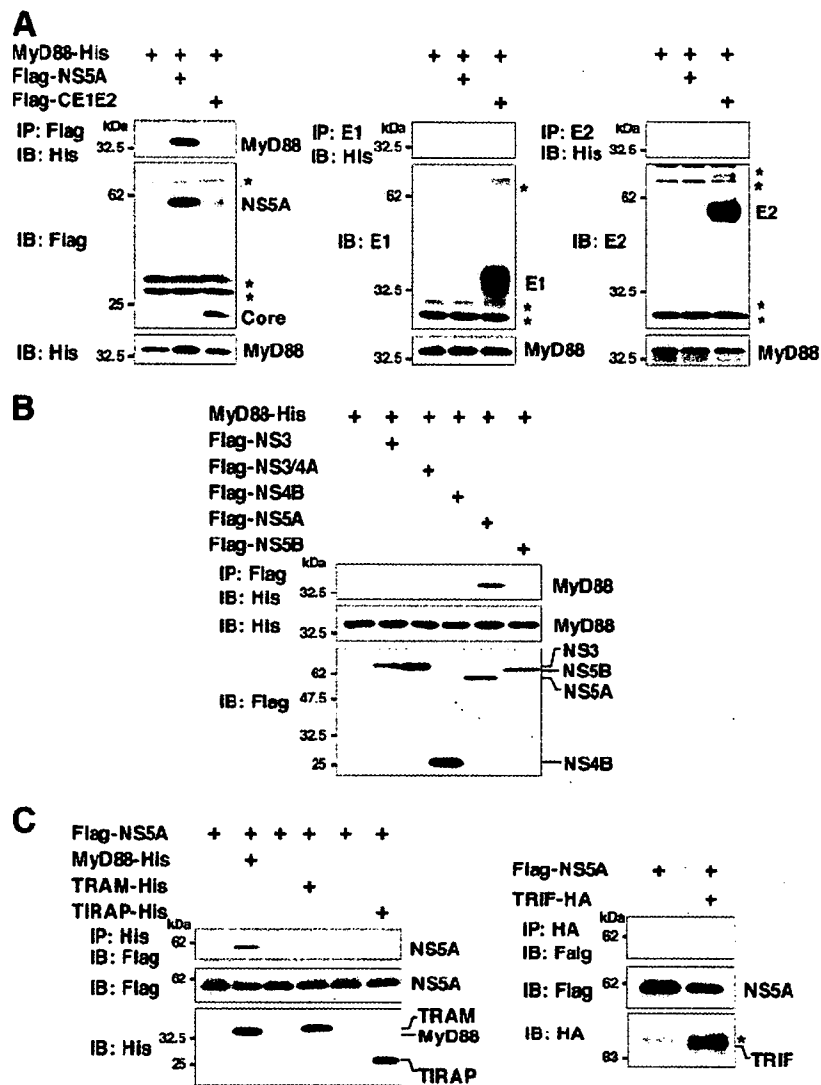 A
MyD88-His + + + + + + + + +
Flag-NS5A + + +
Flag-CE1E2 + + +
IP: Flag kDa IP: E1 kDa IP: E2 kDa
IB: His 32.5 MyD88 IB: His 32.5 IB: His 32.5
62 * NS5A 62 * 62 * *
IB: Flag IB: E1 IB: E2 E2
25 * * Core 32.5 E1 * * 32.5 * *
IB: His 32.5 MyD88 32.5 MyD88 32.5 MyD88
B
MyD88-His + + + + + +
Flag-NS3 +
Flag-NS3/4A +
Flag-NS4B +
Flag-NS5A +
Flag-NS5B +
IP: Flag kDa
IB: His 32.5 MyD88
IB: His 32.5 MyD88
NS3
62 NS5B
IB: Flag 47.5 NS5A
32.5
25 NS4B
C
Flag-NS5A + + + + + +
MyD88-His +
TRAM-His +
TIRAP-His +
IP: His kDa 62
IB: Flag NS5A
IB: Flag 62 NS5A
TRAM
IB: His 32.5 MyD88
25 TIRAP
Flag-NS5A + +
TRIF-HA +
IP: HA kDa 62
IB: Falg
IB: Flag 62 NS5A
IB: HA *
63 TRIF